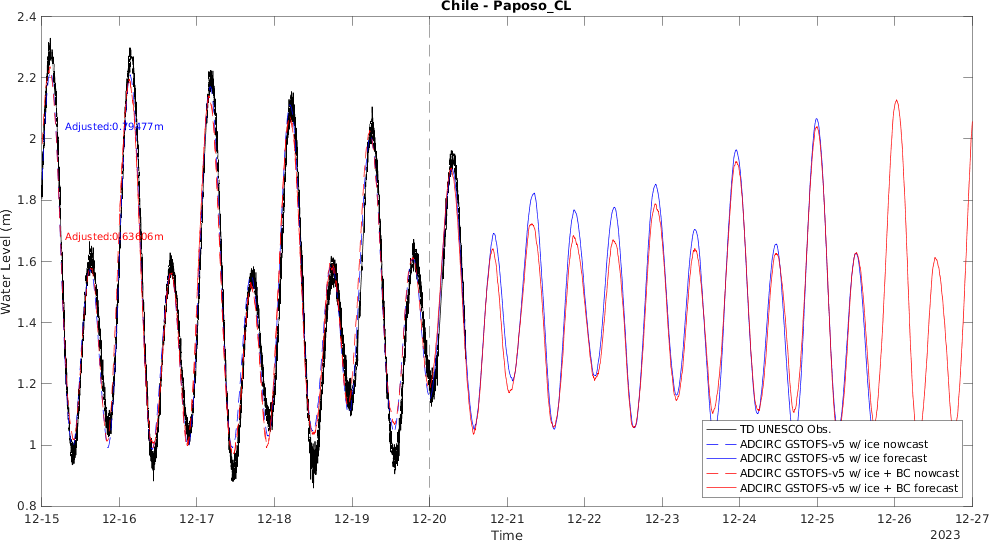 Chile - Paposo_CL
2.4
2.2
2
1.8
1.6
1.4
1.2
1
0.8
Water Level (m)
Adjusted:0.79477m
Adjusted:0.63606m
TD UNESCO Obs.
ADCIRC GSTOFS-v5 w/ ice nowcast
ADCIRC GSTOFS-v5 w/ ice forecast
ADCIRC GSTOFS-v5 w/ ice + BC nowcast
ADCIRC GSTOFS-v5 w/ ice + BC forecast
12-15 12-16 12-17 12-18 12-19 12-20 12-21 12-22 12-23 12-24 12-25 12-26 12-27
Time
2023